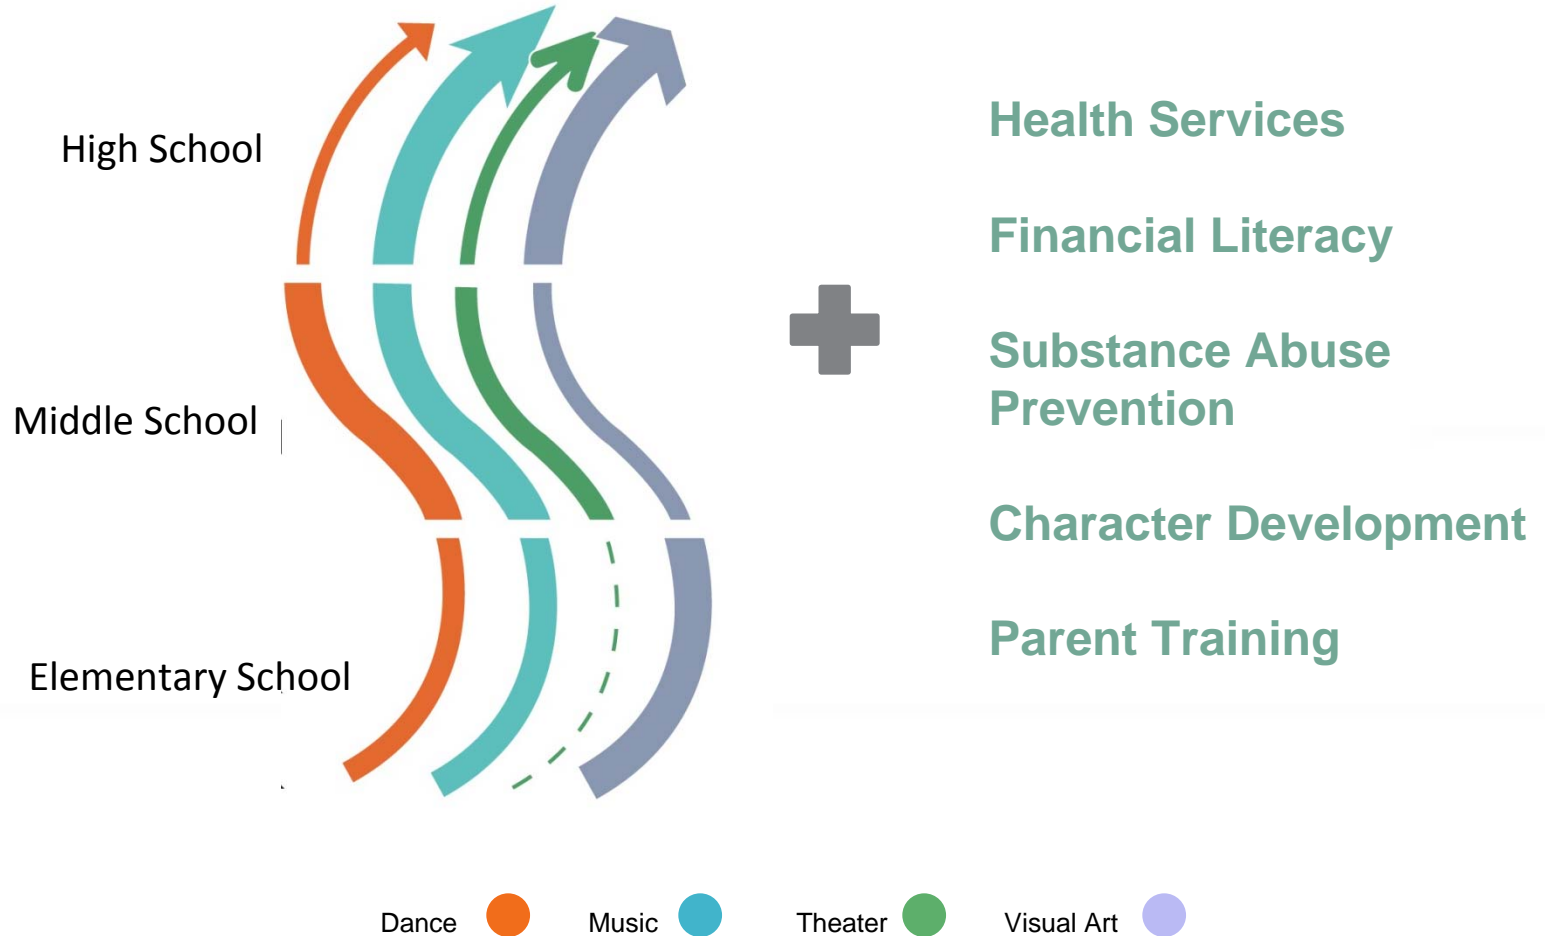 High School
Middle School
Elementary School
Health Services
Financial Literacy
Substance Abuse
Prevention
Character Development
Parent Training
Dance
Music
Theater
Visual Art